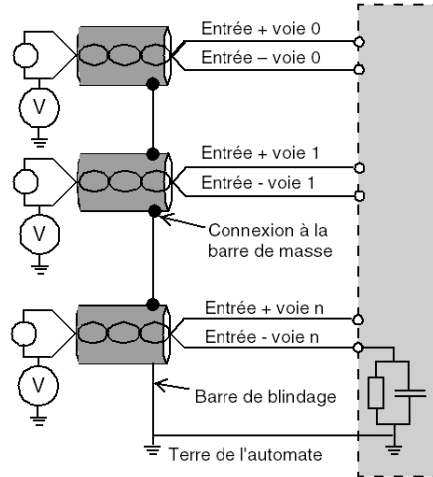 Entrée + voie 0
Entrée – voie 0
V
Entrée + voie 1
Entrée - voie 1
V
Connexion à la
barre de masse
Entrée + voie n
Entrée - voie n
V
Barre de blindage
Terre de l'automate